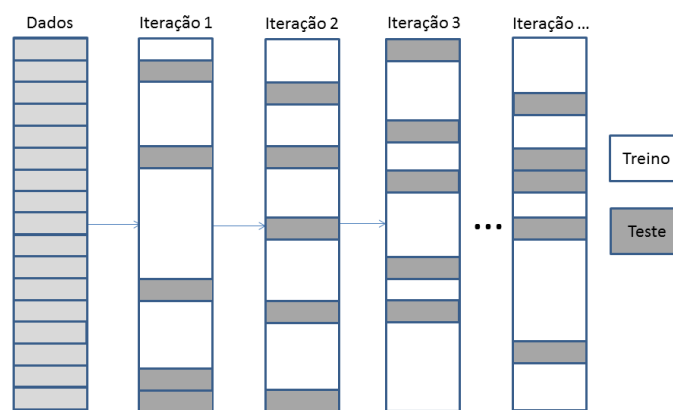 Dados
Iteração 1
Iteração 2
Iteração 3
Iteração ...
Treino
Teste
...